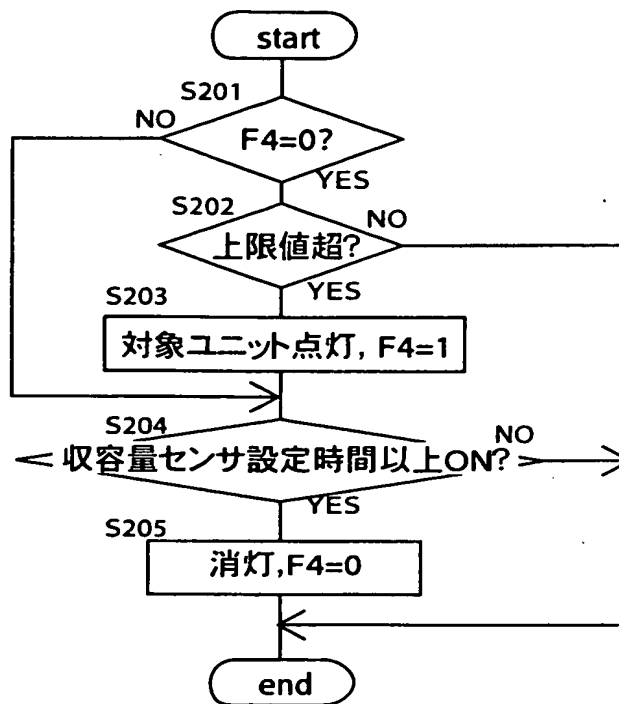 start
S201
NO
F4=0?
YES
S202
NO
上限値超?
YES
S203
対象ユニット点灯, F4=1
S204
NO
収容量センサ設定時間以上ON?
YES
S205
消灯,F4=0
end